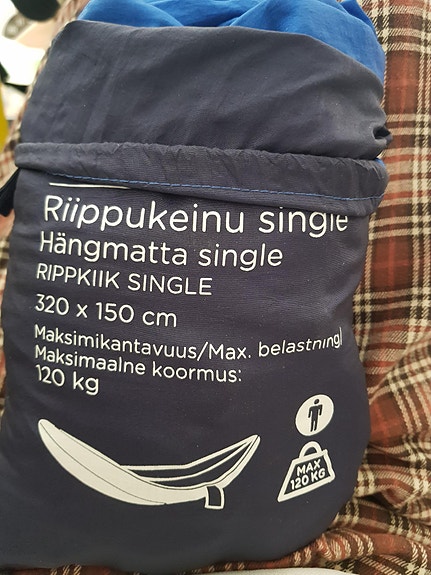 Riippukeinu single
Hängmatta single
RIPPKIIK SINGLE
320 x 150 cm
Maksimikantavuus/Max. belastning/
Maksimaalne koormus:
120 kg
MAX
120 KG